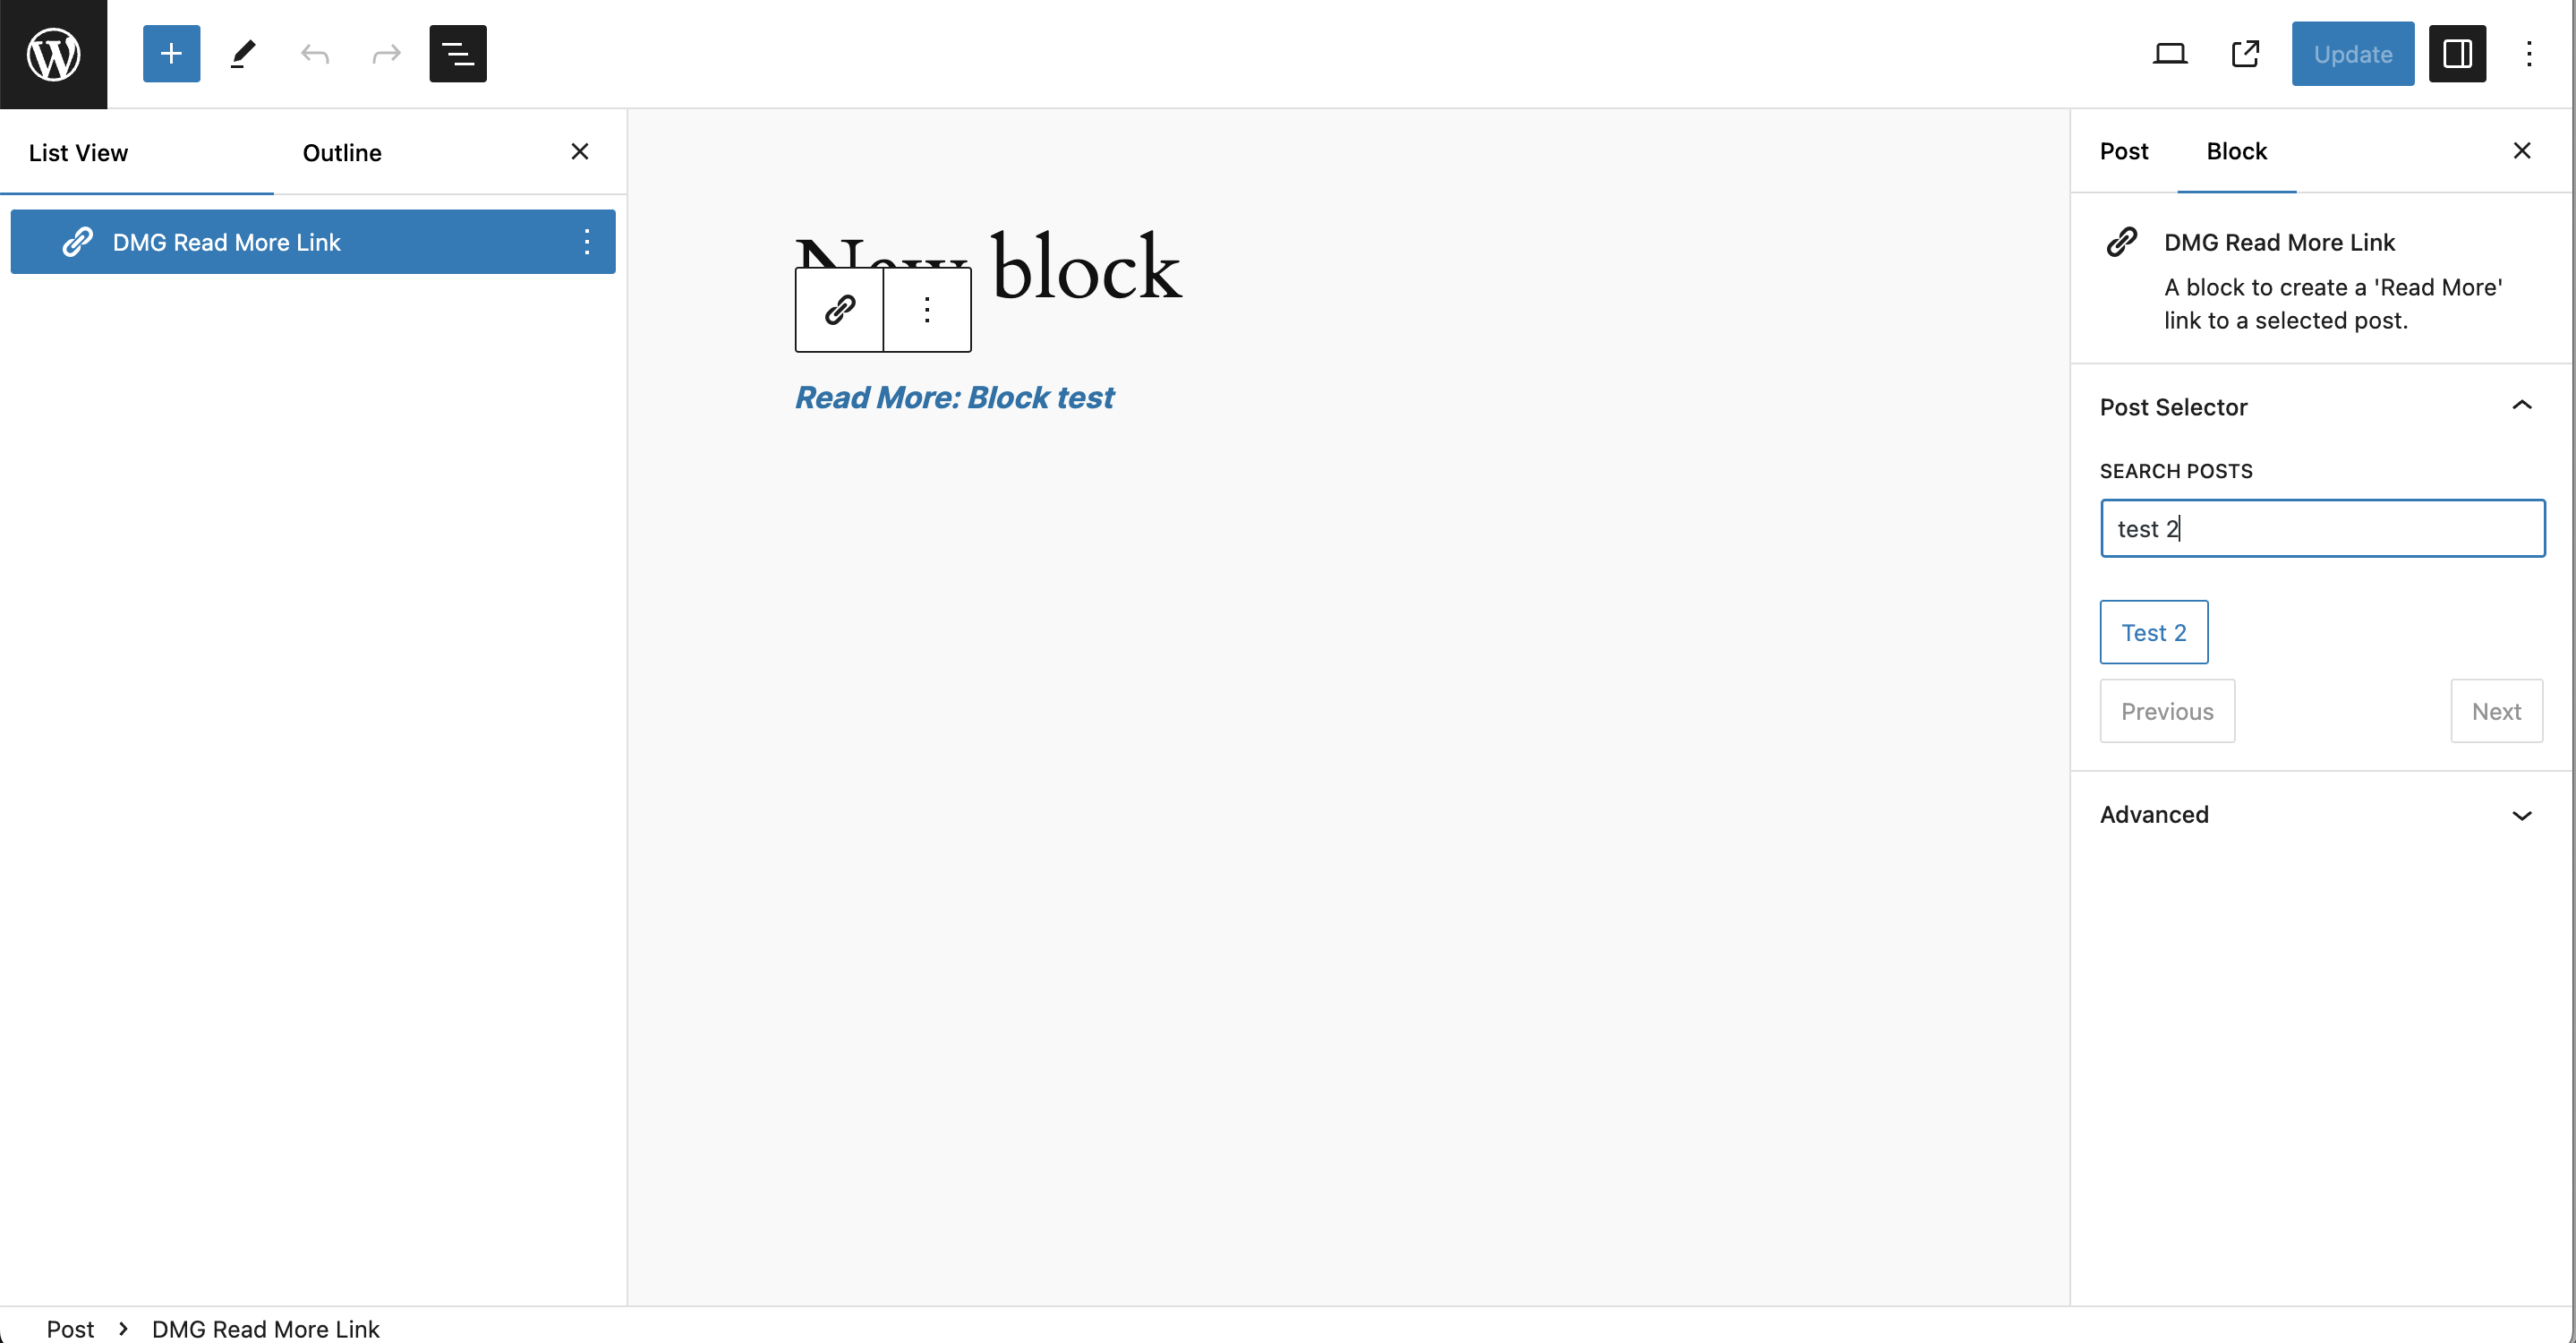 Update
List View
Outline
DMG Read More Link
New block
Read More: Block test
Post
Block
DMG Read More Link
A block to create a 'Read More'
link to a selected post.
Post Selector
SEARCH POSTS
test 2
Test 2
Previous
Next
Advanced
Post
DMG Read More Link